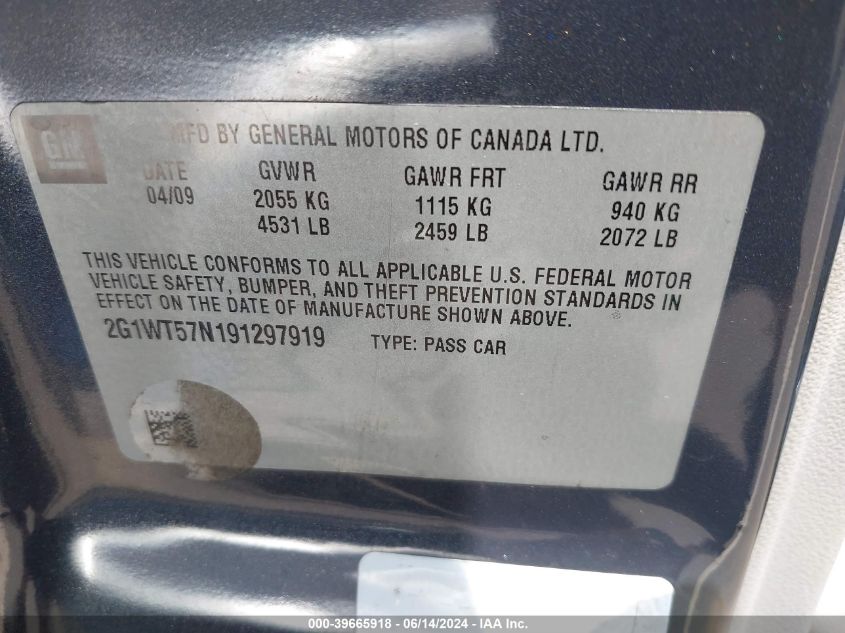 GM
MFD BY GENERAL MOTORS OF CANADA LTD.
DATE GVWR GAWR FRT GAWR RR
04/09 2055 KG 1115 KG 940 KG
4531 LB 2459 LB 2072 LB
THIS VEHICLE CONFORMS TO ALL APPLICABLE U.S. FEDERAL MOTOR
VEHICLE SAFETY, BUMPER, AND THEFT PREVENTION STANDARDS IN
EFFECT ON THE DATE OF MANUFACTURE SHOWN ABOVE.
2G1WT57N191297919 TYPE: PASS CAR
000-39665918 - 06/14/2024 - IAA Inc.